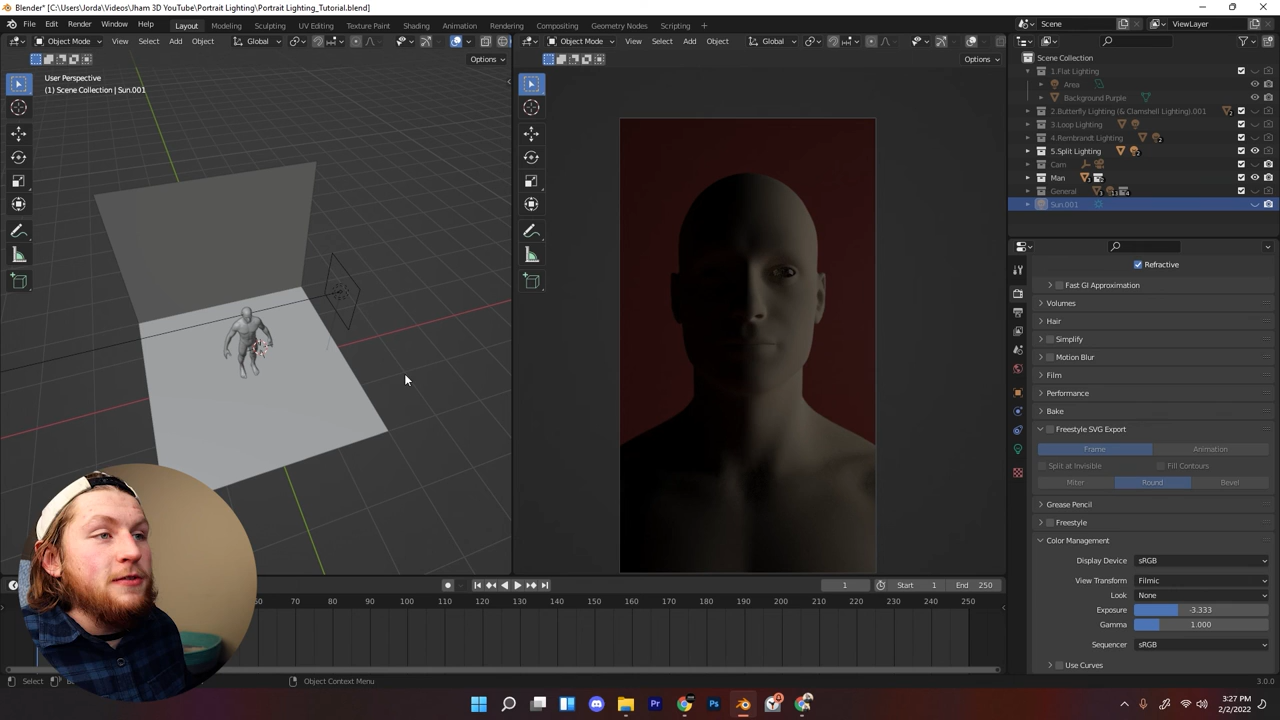 Blender* [C:\Users\Jorda\Videos\Jham 3D YouTube\Portrait Lighting\Portrait Lighting_Tutorial.blend]
File Edit Render Window Help Layout Modeling Sculpting UV Editing Texture Paint Shading Animation Rendering Compositing Geometry Nodes Scripting + Scene ViewLayer
Object Mode View Select Add Object Global Object Mode View Select Add Object Global
Options Options
User Perspective
(1) Scene Collection | Sun.001
Scene Collection
1.Flat Lighting
Area
Background Purple
2.Butterfly Lighting (& Clamshell Lighting).001
3.Loop Lighting
4.Rembrandt Lighting
5.Split Lighting
Cam
Man
General
Sun.001
Refractive
Fast GI Approximation
Volumes
Hair
Simplify
Motion Blur
Film
Performance
Bake
Freestyle SVG Export
Frame Animation
Split at Invisible Fill Contours
Miter Round Bevel
Grease Pencil
Freestyle
Color Management
Display Device sRGB
View Transform Filmic
Look None
Exposure -3.333
Gamma 1.000
Sequencer sRGB
Use Curves
1 Start 1 End 250
60 70 80 90 100 110 120 130 140 150 160 170 180 190 200 210 220 230 240 250
Select Object Context Menu 3.0.0
3:27 PM
2/2/2022